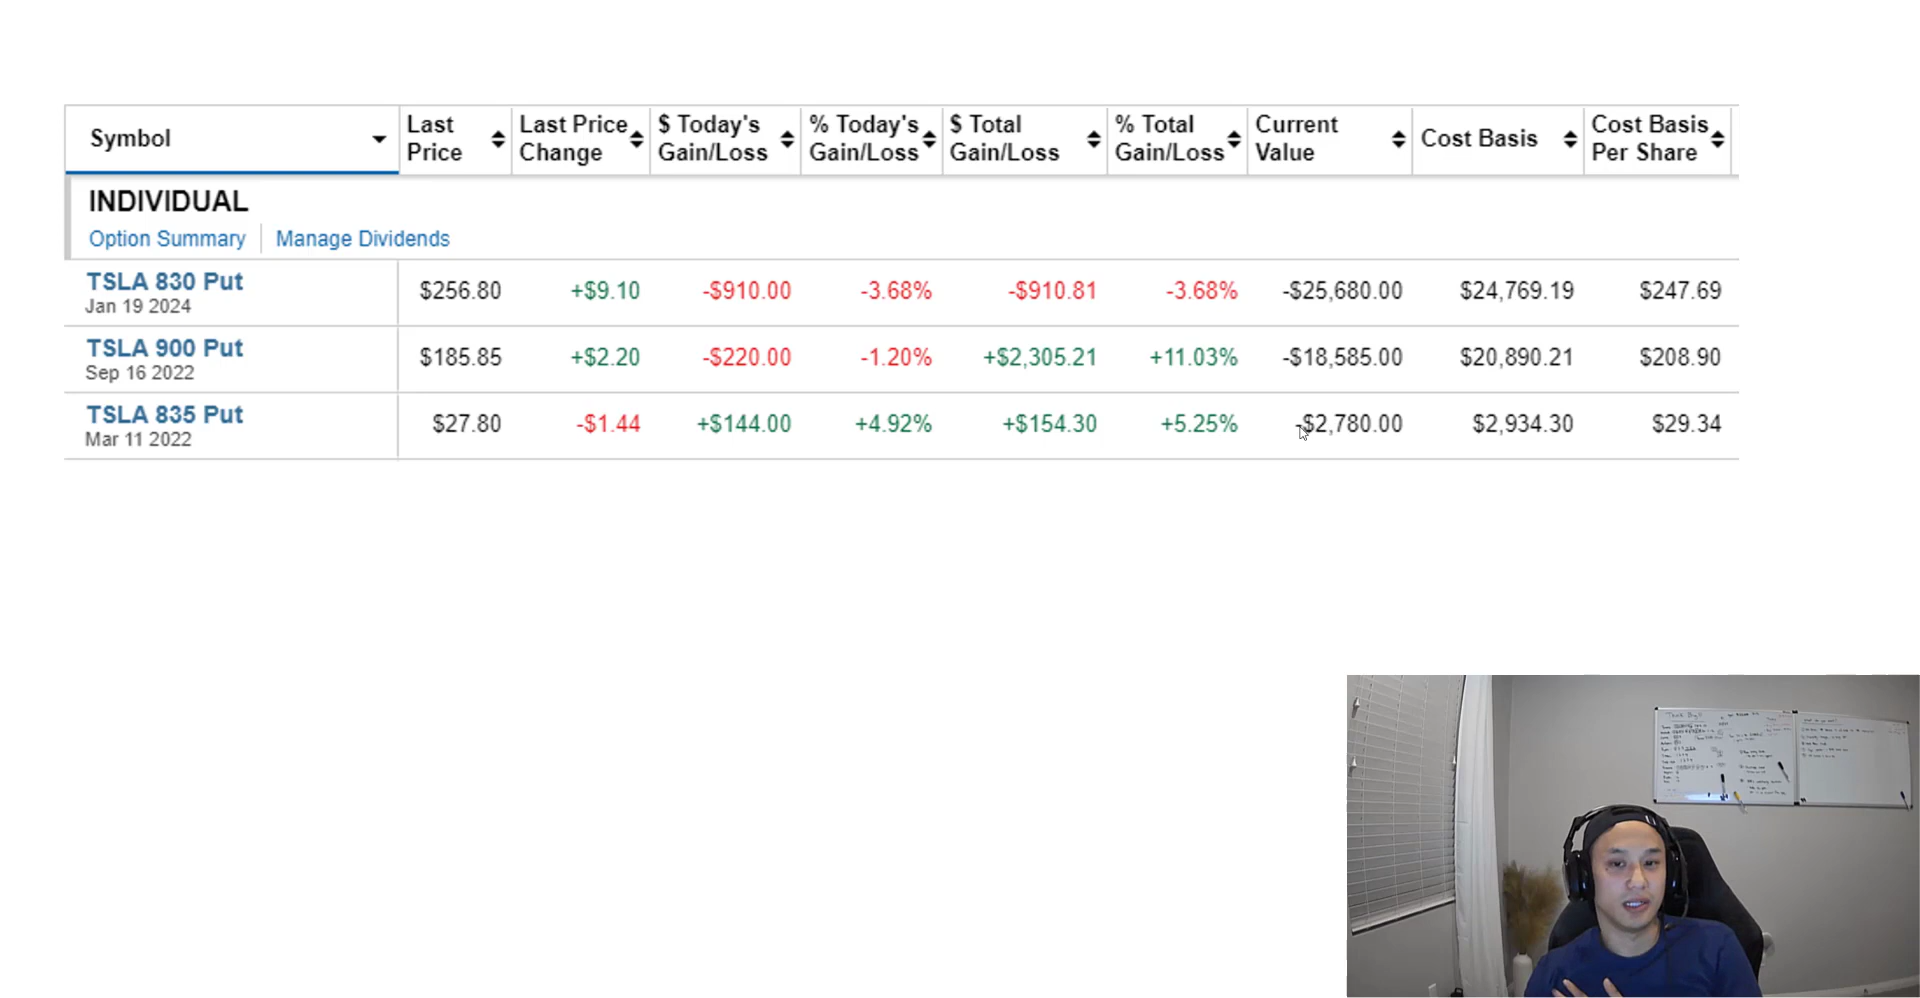 Symbol
Last Price
Last Price Change
$ Today's Gain/Loss
% Today's Gain/Loss
$ Total Gain/Loss
% Total Gain/Loss
Current Value
Cost Basis
Cost Basis Per Share
INDIVIDUAL
Option Summary Manage Dividends
TSLA 830 Put $256.80 +$9.10 -$910.00 -3.68% -$910.81 -3.68% -$25,680.00 $24,769.19 $247.69
Jan 19 2024
TSLA 900 Put $185.85 +$2.20 -$220.00 -1.20% +$2,305.21 +11.03% -$18,585.00 $20,890.21 $208.90
Sep 16 2022
TSLA 835 Put $27.80 -$1.44 +$144.00 +4.92% +$154.30 +5.25% -$2,780.00 $2,934.30 $29.34
Mar 11 2022